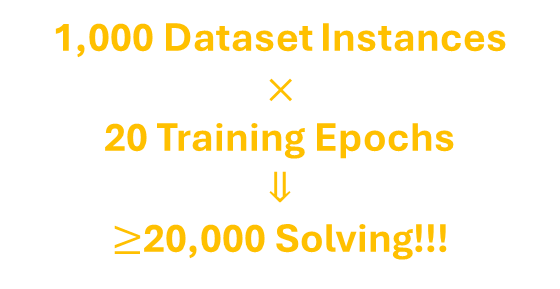 1,000 Dataset Instances
×
20 Training Epochs
⇓
≥20,000 Solving!!!